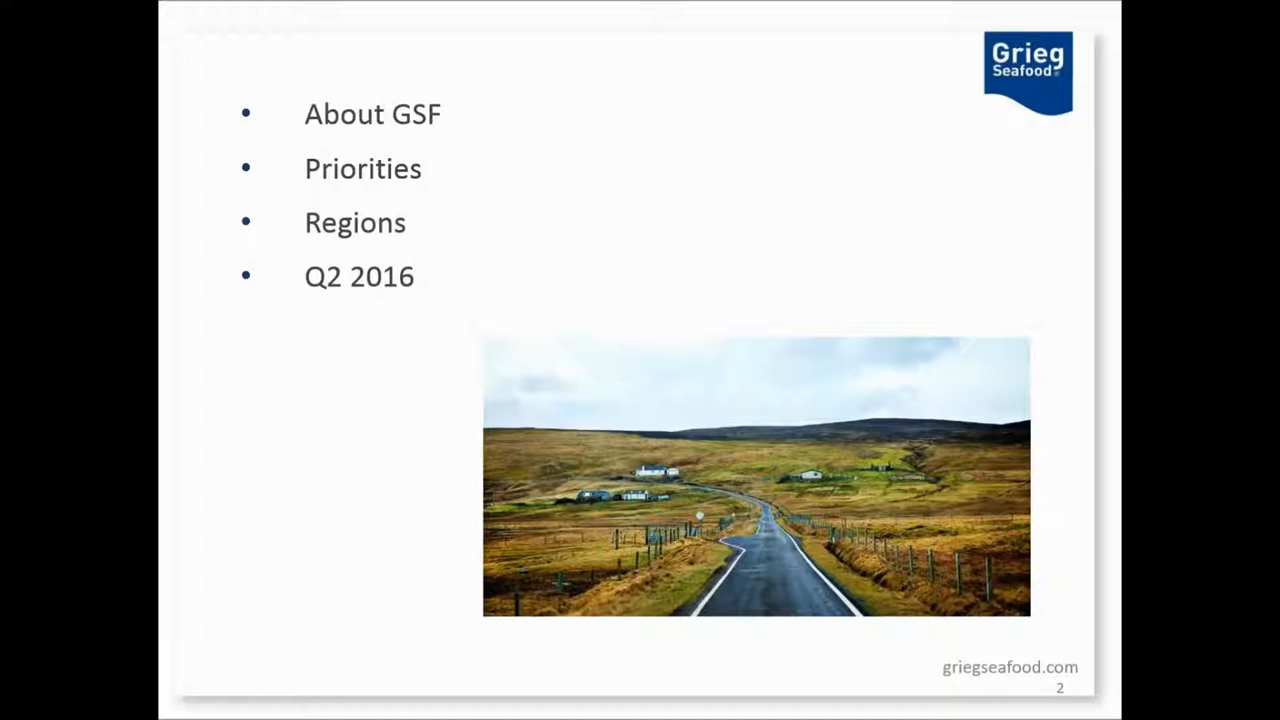 Grieg
Seafood®
• About GSF
• Priorities
• Regions
• Q2 2016
griegseafood.com
2